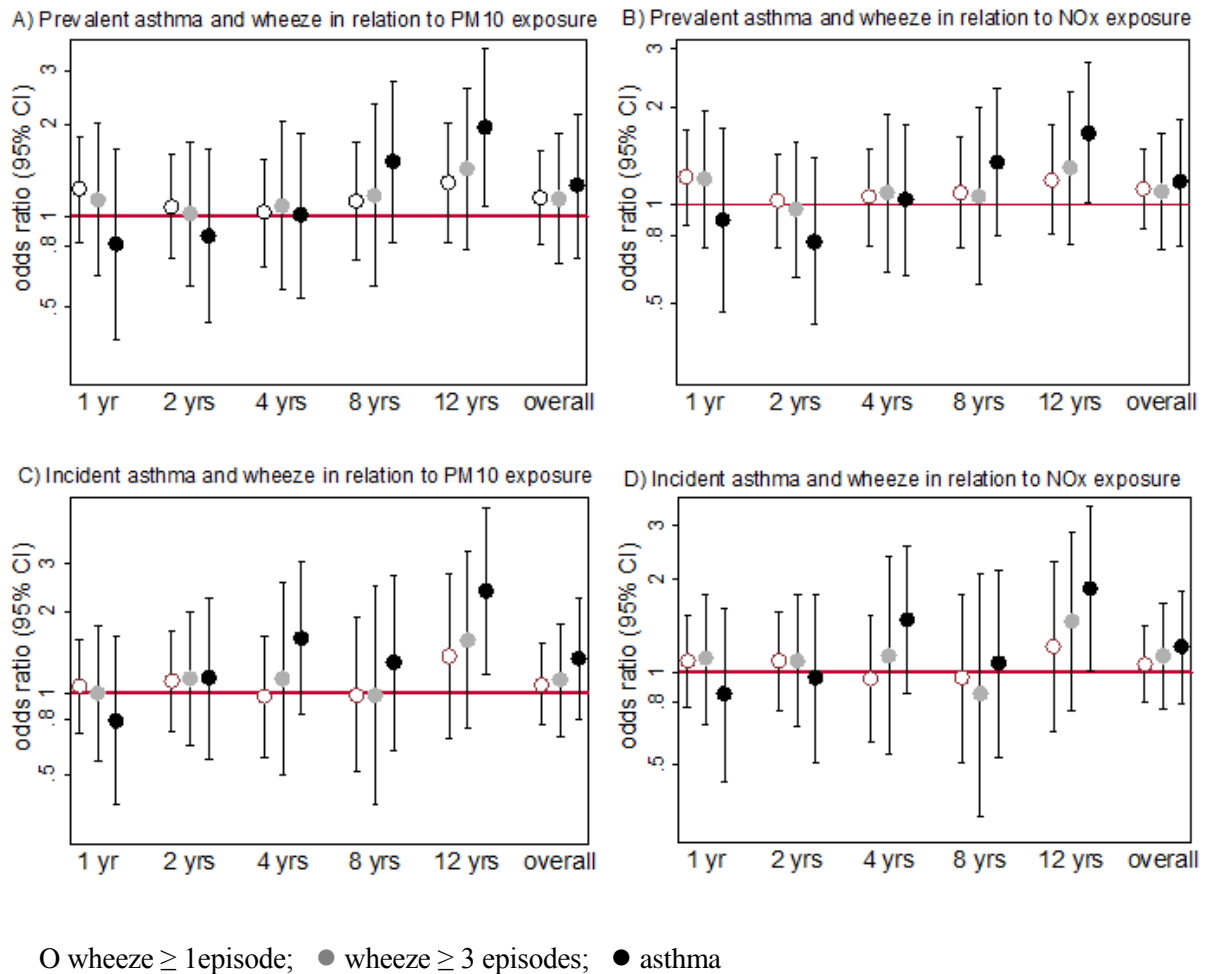 A) Prevalent asthma and wheeze in relation to PM10 exposure
odds ratio (95% CI)
3
2
1
.8
.5
1 yr 2 yrs 4 yrs 8 yrs 12 yrs overall
B) Prevalent asthma and wheeze in relation to NOx exposure
odds ratio (95% CI)
3
2
1
.8
.5
1 yr 2 yrs 4 yrs 8 yrs 12 yrs overall
C) Incident asthma and wheeze in relation to PM10 exposure
odds ratio (95% CI)
3
2
1
.8
.5
1 yr 2 yrs 4 yrs 8 yrs 12 yrs overall
D) Incident asthma and wheeze in relation to NOx exposure
odds ratio (95% CI)
3
2
1
.8
.5
1 yr 2 yrs 4 yrs 8 yrs 12 yrs overall
O wheeze ≥ 1episode; ● wheeze ≥ 3 episodes; ● asthma